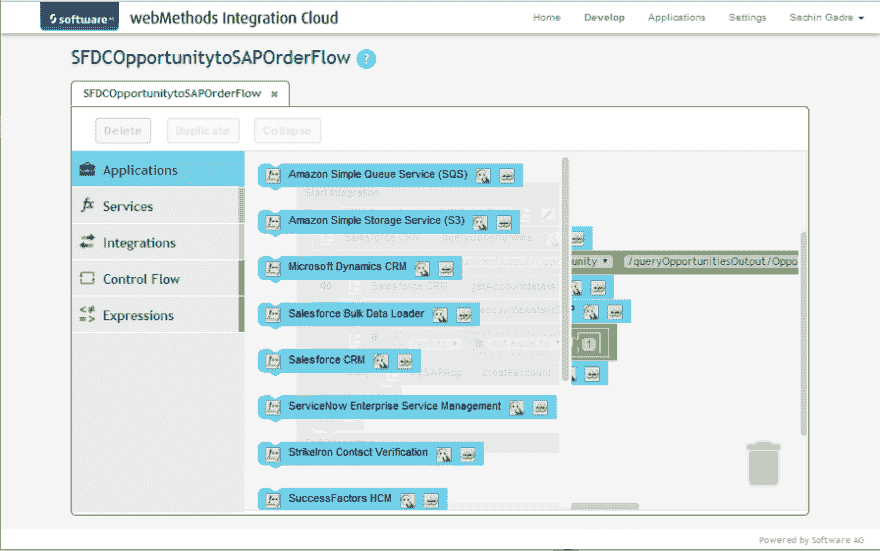 software AG webMethods Integration Cloud Home Develop Applications Settings Sachin Gadre
SFDCOpportunitytoSAPOrderFlow ?
SFDCOpportunitytoSAPOrderFlow ×
Delete Duplicate Collapse
Applications
Services
Integrations
Control Flow
Expressions
Amazon Simple Queue Service (SQS)
Start Integration
Amazon Simple Storage Service (S3)
Salesforce CRM queryOpportunities
Microsoft Dynamics CRM
/queryOpportunitiesOutput/Oppo
do Salesforce CRM getAccountdetails
Salesforce Bulk Data Loader
if
1
Salesforce CRM
SAPApp createaccount
ServiceNow Enterprise Service Management
StrikeIron Contact Verification
SuccessFactors HCM
Powered by Software AG